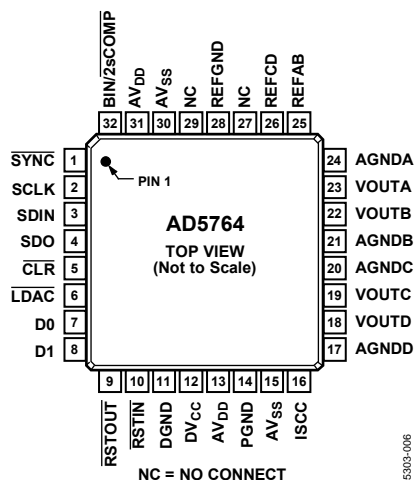 BIN/2sCOMP
AVDD
AVSS
NC
REFGND
NC
REFCD
REFAB
32 31 30 29 28 27 26 25
SYNC 1
SCLK 2
SDIN 3
SDO 4
CLR 5
LDAC 6
D0 7
D1 8
PIN 1
AD5764
TOP VIEW
(Not to Scale)
24 AGNDA
23 VOUTA
22 VOUTB
21 AGNDB
20 AGNDC
19 VOUTC
18 VOUTD
17 AGNDD
9 10 11 12 13 14 15 16
RSTOUT
RSTIN
DGND
DVCC
AVDD
PGND
AVSS
ISCC
NC = NO CONNECT
5303-006